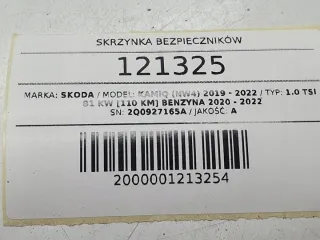 SKRZYNKA BEZPIECZNIKÓW
121325
MARKA: SKODA / MODEL: KAMIQ (NW4) 2019 - 2022 / TYP: 1.0 TSI
81 KW [110 KM] BENZYNA 2020 - 2022
SN: 2Q0927165A / JAKOŚĆ: A
2000001213254